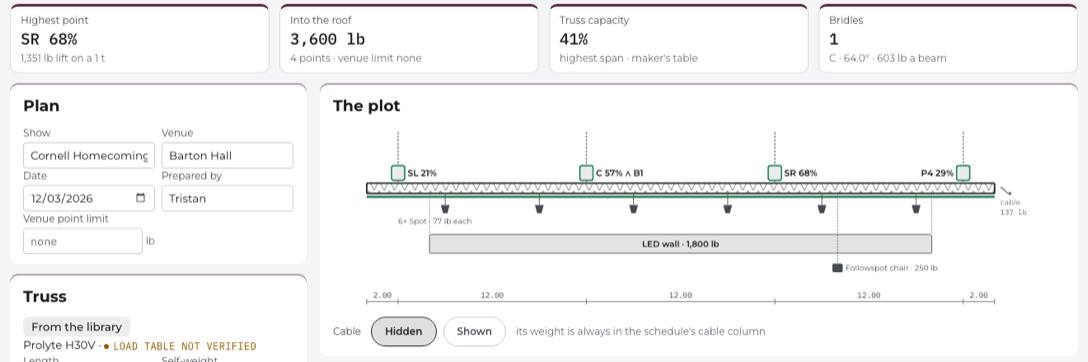 Highest point
SR 68%
1,351 lb lift on a 1 t
Into the roof
3,600 lb
4 points · venue limit none
Truss capacity
41%
highest span · maker's table
Bridles
1
C · 64.0° · 603 lb a beam
Plan
Show
Venue
Cornell Homecoming
Barton Hall
Date
Prepared by
12/03/2026
Tristan
Venue point limit
none
lb
Truss
From the library
Prolyte H30V · ● LOAD TABLE NOT VERIFIED
Length
Self-weight
The plot
SL 21%
C 57% ∧ B1
SR 68%
P4 29%
cable
137 lb
6× Spot · 77 lb each
LED wall · 1,800 lb
Followspot chair · 250 lb
2.00
12.00
12.00
12.00
2.00
Cable
Hidden
Shown
its weight is always in the schedule's cable column